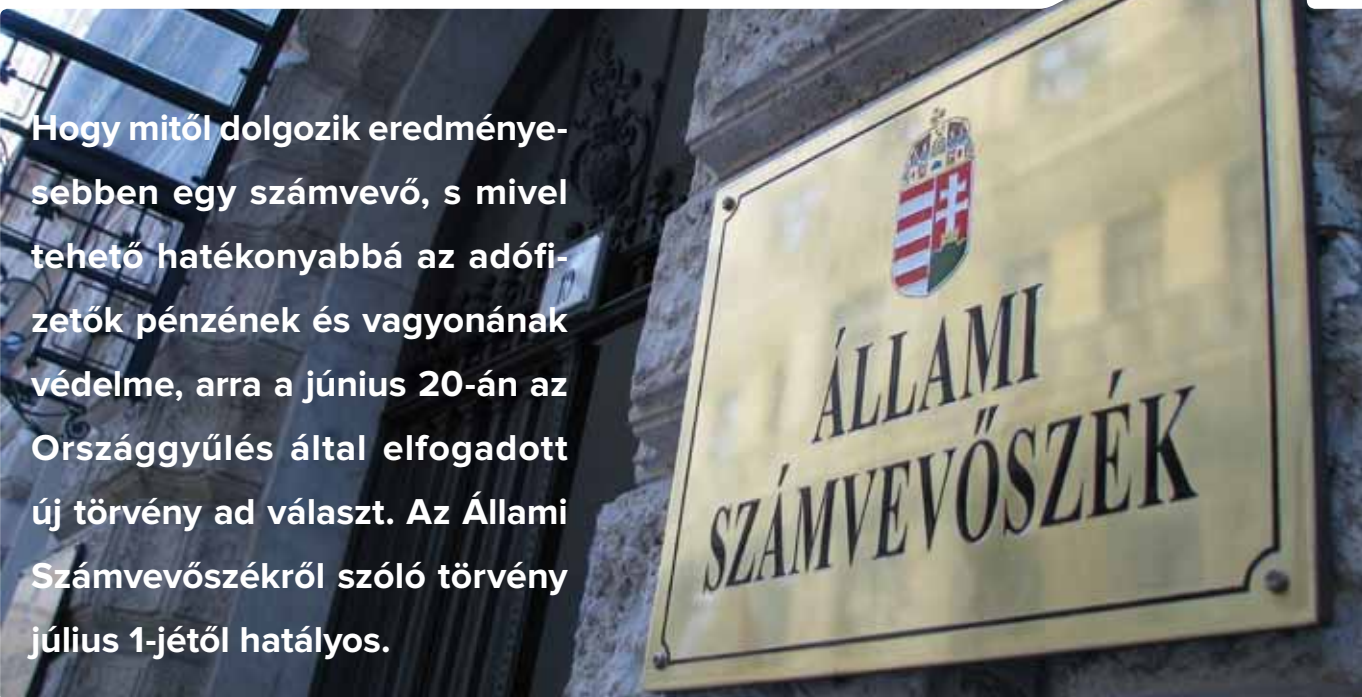 Hogy mitől dolgozik eredménye-
sebben egy számvevő, s mivel
tehető hatékonyabbá az adófi-
zetők pénzének és vagyonának
védelme, arra a június 20-án az
Országgyűlés által elfogadott
új törvény ad választ. Az Állami
Számvevőszékről szóló törvény
július 1-jétől hatályos.
ÁLLAMI
SZÁMVEVŐSZÉK